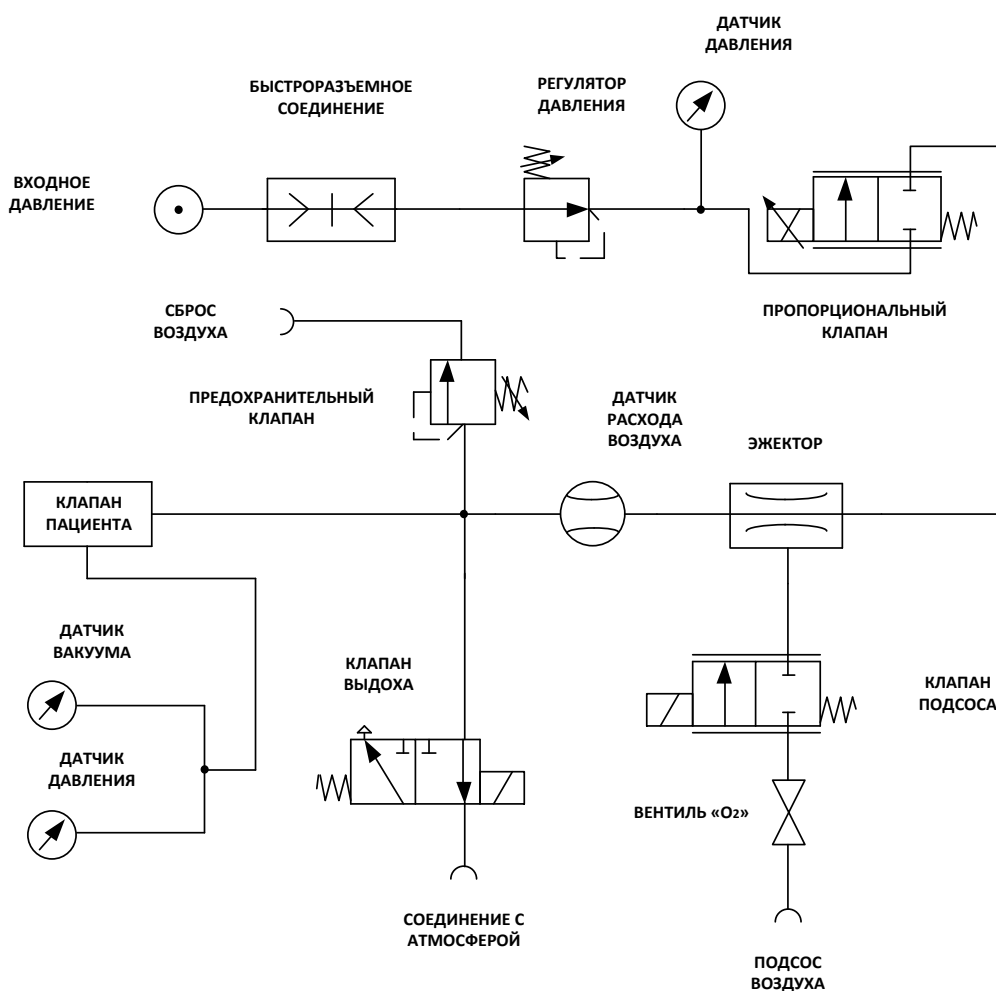 ДАТЧИК
ДАВЛЕНИЯ
БЫСТРОРАЗЪЕМНОЕ
СОЕДИНЕНИЕ
РЕГУЛЯТОР
ДАВЛЕНИЯ
ВХОДНОЕ
ДАВЛЕНИЕ
СБРОС
ВОЗДУХА
ПРОПОРЦИОНАЛЬНЫЙ
КЛАПАН
ПРЕДОХРАНИТЕЛЬНЫЙ
КЛАПАН
ДАТЧИК
РАСХОДА
ВОЗДУХА
ЭЖЕКТОР
КЛАПАН
ПАЦИЕНТА
ДАТЧИК
ВАКУУМА
КЛАПАН
ВЫДОХА
КЛАПАН
ПОДСОСА
ДАТЧИК
ДАВЛЕНИЯ
ВЕНТИЛЬ «О2»
СОЕДИНЕНИЕ С
АТМОСФЕРОЙ
ПОДСОС
ВОЗДУХА